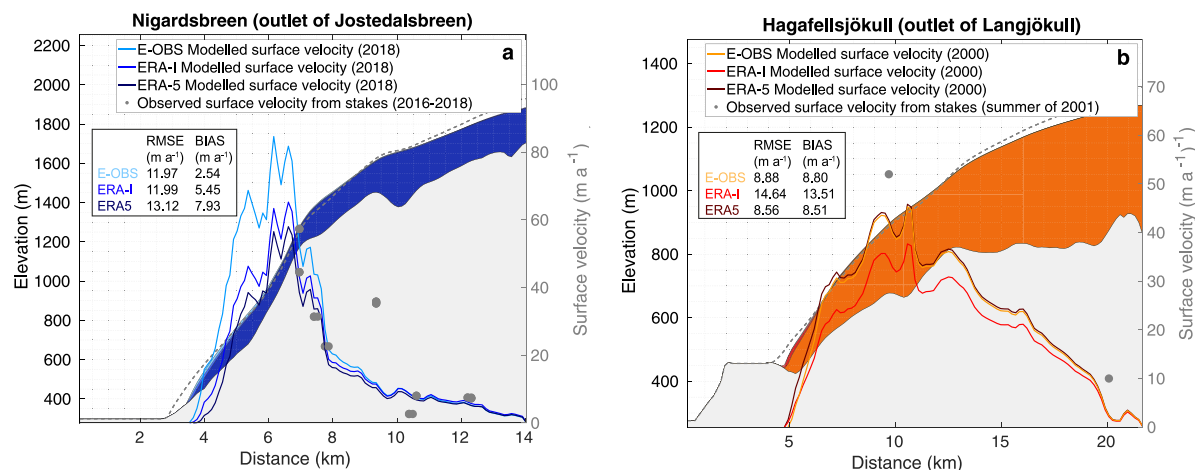 Nigardsbreen (outlet of Jostedalsbreen)
a
E-OBS Modelled surface velocity (2018)
ERA-I Modelled surface velocity (2018)
ERA-5 Modelled surface velocity (2018)
Observed surface velocity from stakes (2016-2018)
RMSE BIAS
(m a⁻¹) (m a⁻¹)
E-OBS 11.97 2.54
ERA-I 11.99 5.45
ERA5 13.12 7.93
Elevation (m)
2200
2000
1800
1600
1400
1200
1000
800
600
400
Surface velocity (m a⁻¹)
100
80
60
40
20
0
2 4 6 8 10 12 14
Distance (km)
Hagafellsjökull (outlet of Langjökull)
b
E-OBS Modelled surface velocity (2000)
ERA-I Modelled surface velocity (2000)
ERA-5 Modelled surface velocity (2000)
Observed surface velocity from stakes (summer of 2001)
RMSE BIAS
(m a⁻¹) (m a⁻¹)
E-OBS 8.88 8.80
ERA-I 14.64 13.51
ERA5 8.56 8.51
Elevation (m)
1400
1200
1000
800
600
400
Surface velocity (m a⁻¹)⁻¹)
70
60
50
40
30
20
10
0
5 10 15 20
Distance (km)